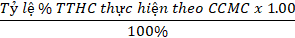 Tỷ lệ % TTHC thực hiện theo CCMC x 1.00
100%